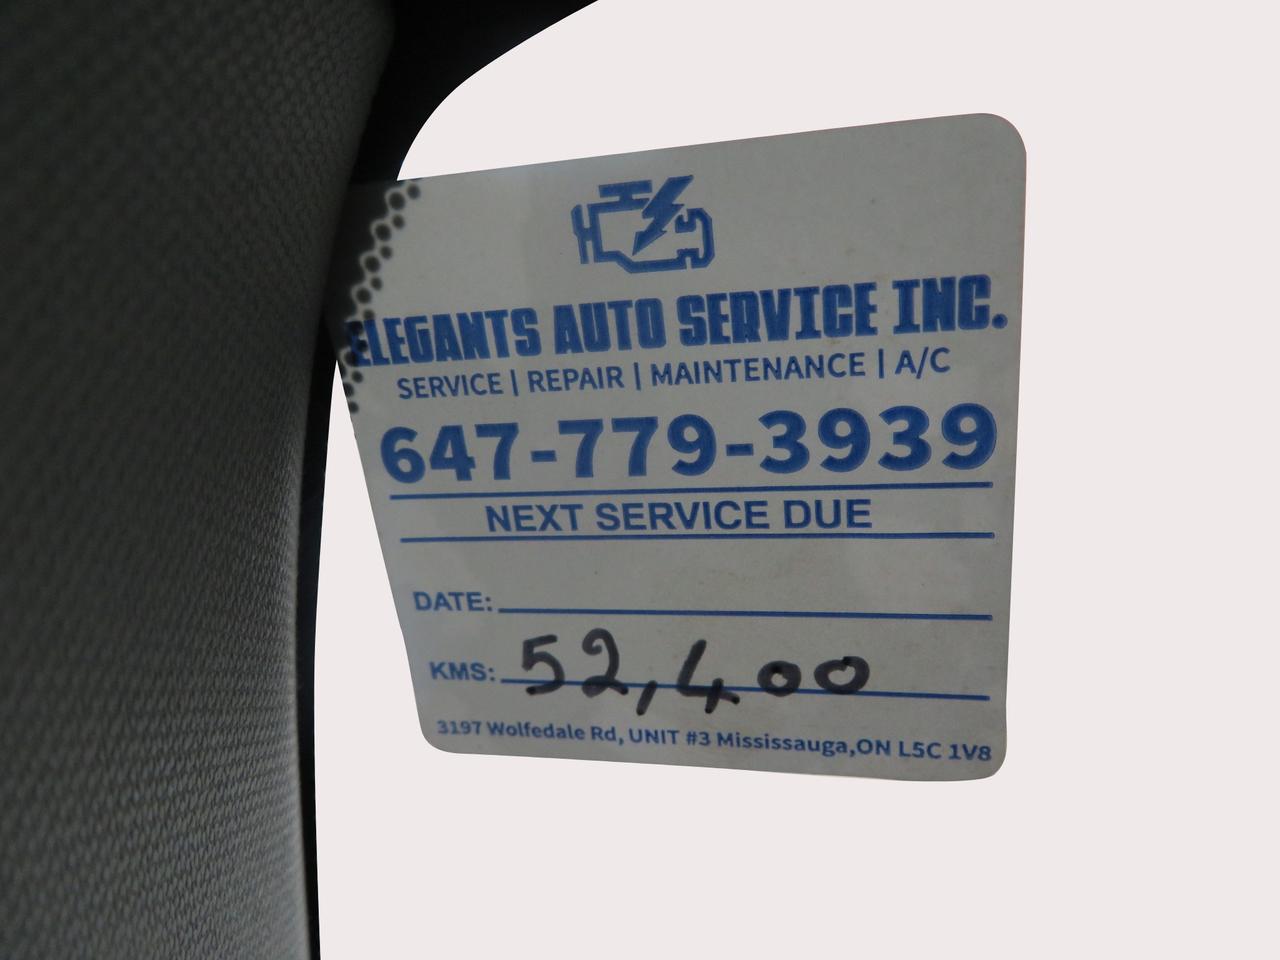 ELEGANTS AUTO SERVICE INC.
SERVICE | REPAIR | MAINTENANCE | A/C
647-779-3939
NEXT SERVICE DUE
DATE:
KMS: 52,400
3197 Wolfedale Rd, UNIT #3 Mississauga,ON L5C 1V8